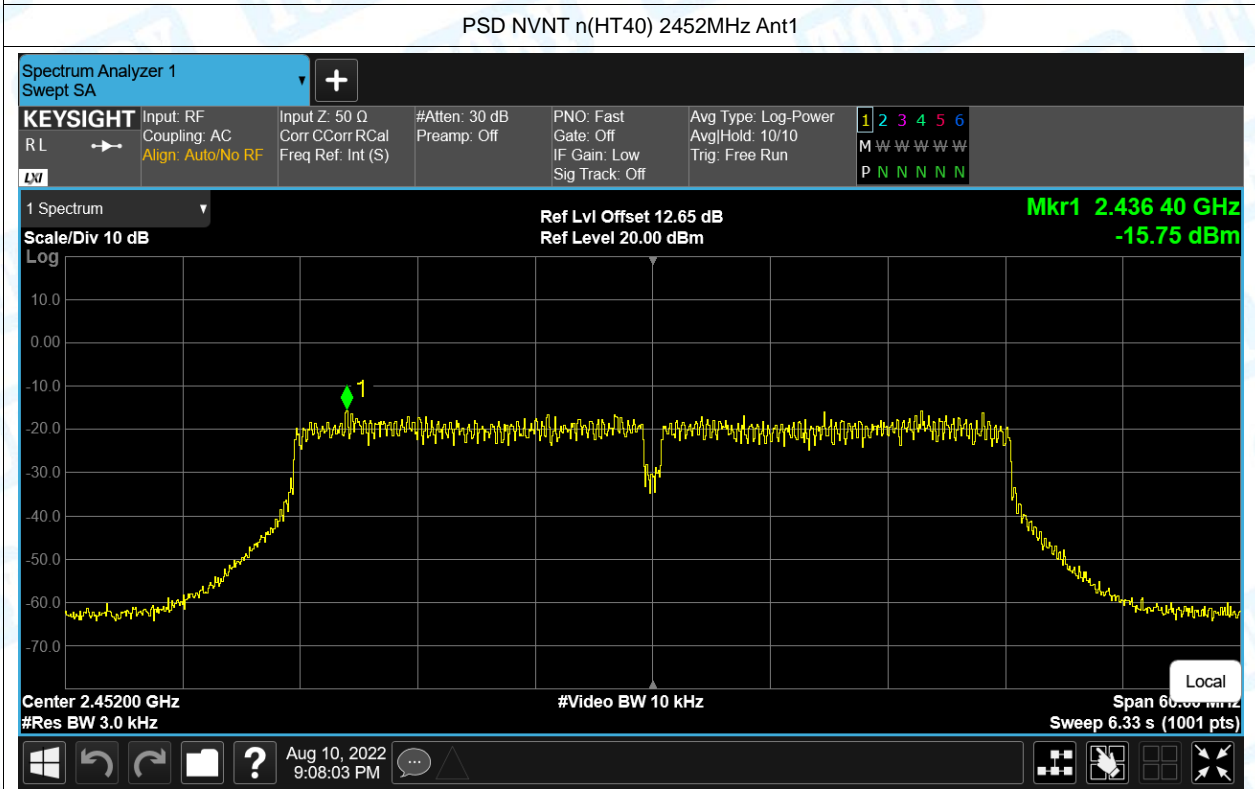 PSD NVNT n(HT40) 2452MHz Ant1
Spectrum Analyzer 1
Swept SA
KEYSIGHT
R L
LXI
Input: RF
Coupling: AC
Align: Auto/No RF
Input Z: 50 Ω
Corr CCorr RCal
Freq Ref: Int (S)
#Atten: 30 dB
Preamp: Off
PNO: Fast
Gate: Off
IF Gain: Low
Sig Track: Off
Avg Type: Log-Power
Avg|Hold: 10/10
Trig: Free Run
1 2 3 4 5 6
M W W W W W
P N N N N N
1 Spectrum
Scale/Div 10 dB
Log
Ref Lvl Offset 12.65 dB
Ref Level 20.00 dBm
Mkr1 2.436 40 GHz
-15.75 dBm
10.0
0.00
-10.0
-20.0
-30.0
-40.0
-50.0
-60.0
-70.0
1
Local
Center 2.45200 GHz
#Res BW 3.0 kHz
#Video BW 10 kHz
Span 60.00 MHz
Sweep 6.33 s (1001 pts)
?
Aug 10, 2022
9:08:03 PM